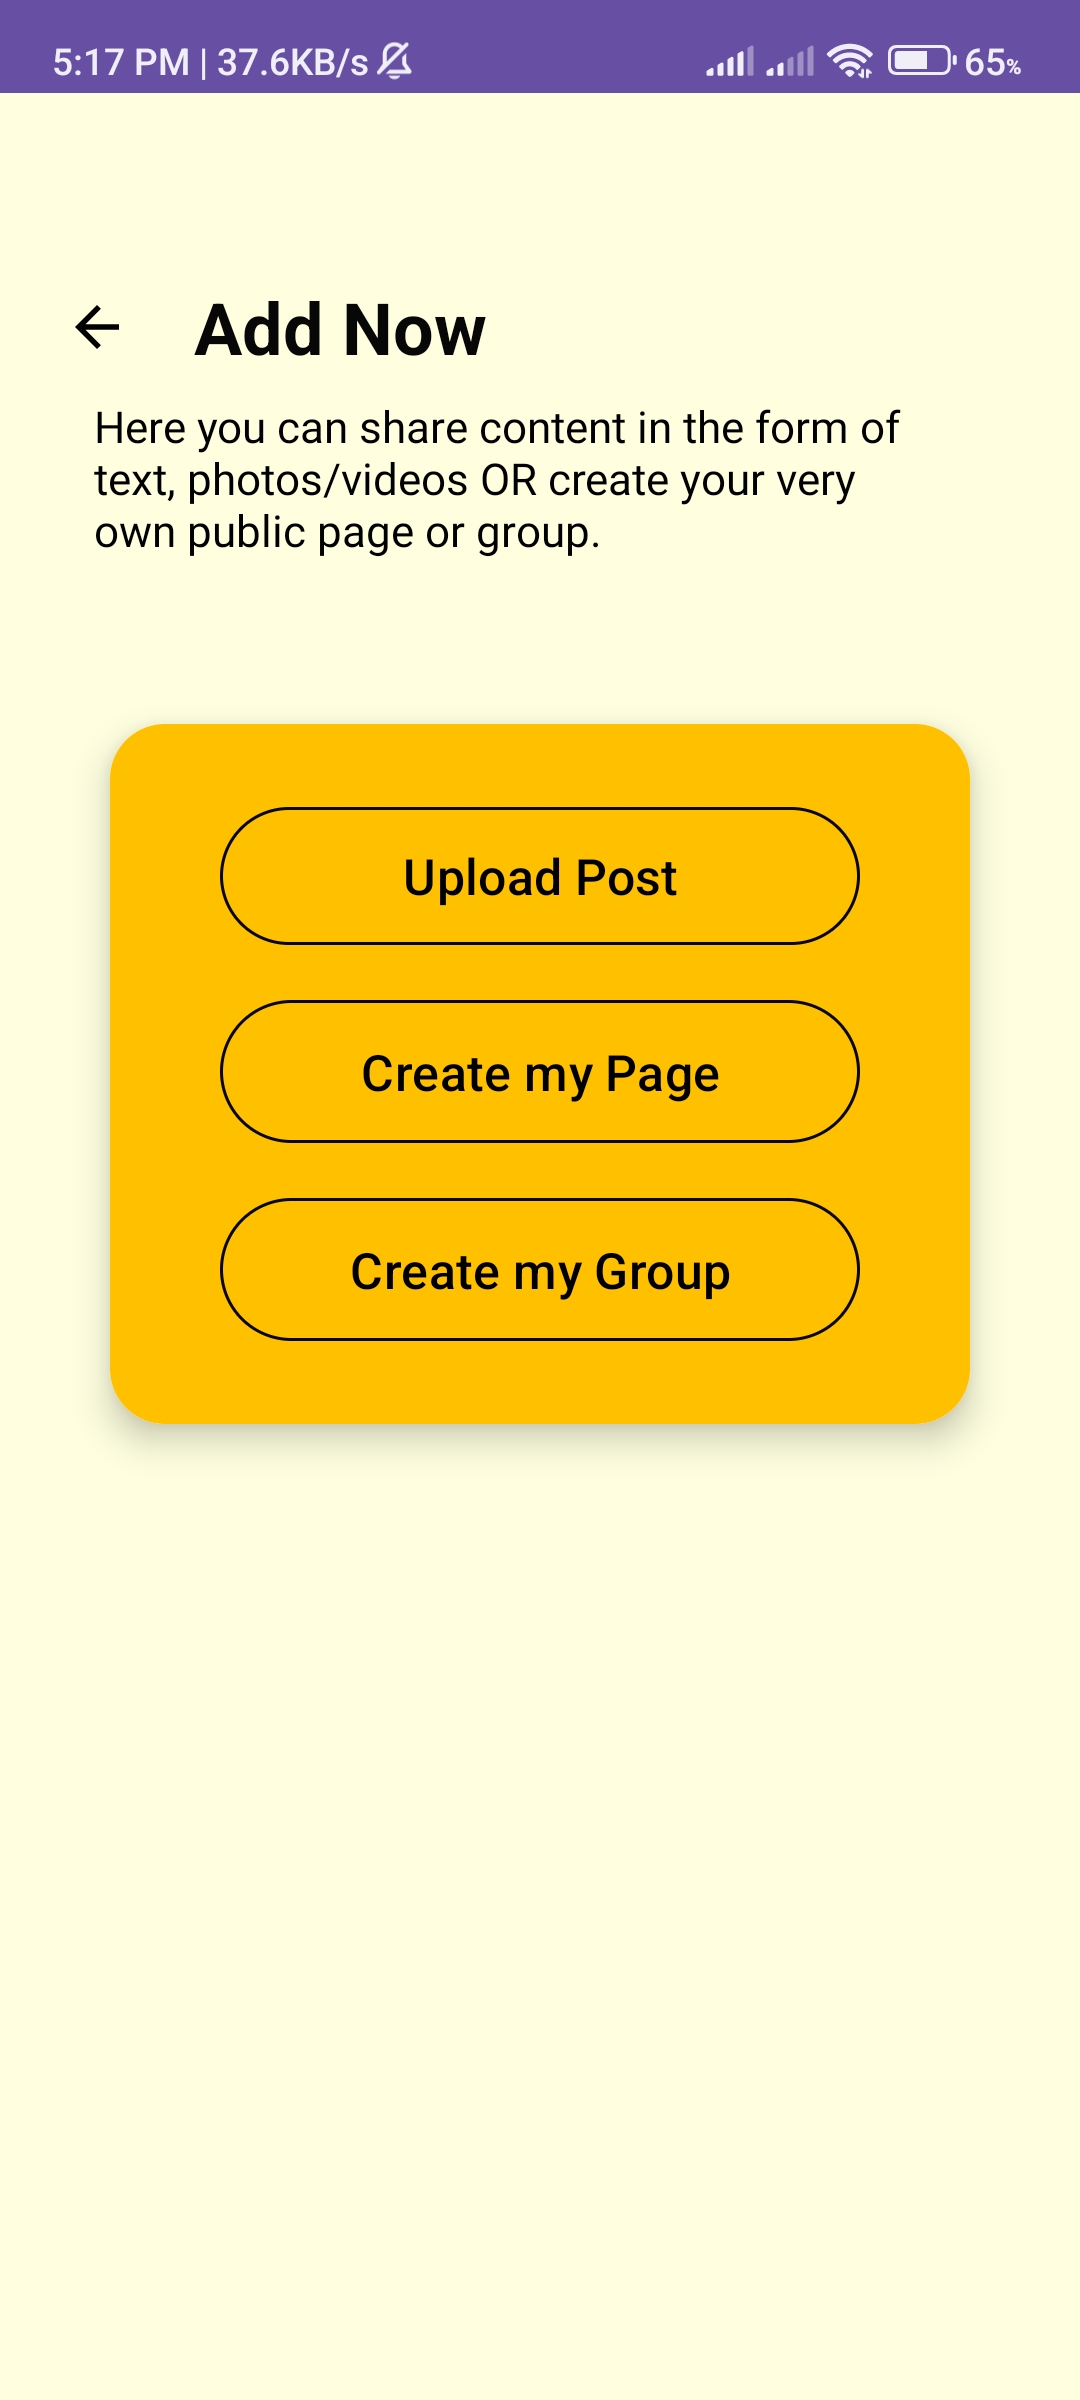 5:17 PM | 37.6KB/s 65%
Add Now
Here you can share content in the form of
text, photos/videos OR create your very
own public page or group.
Upload Post
Create my Page
Create my Group